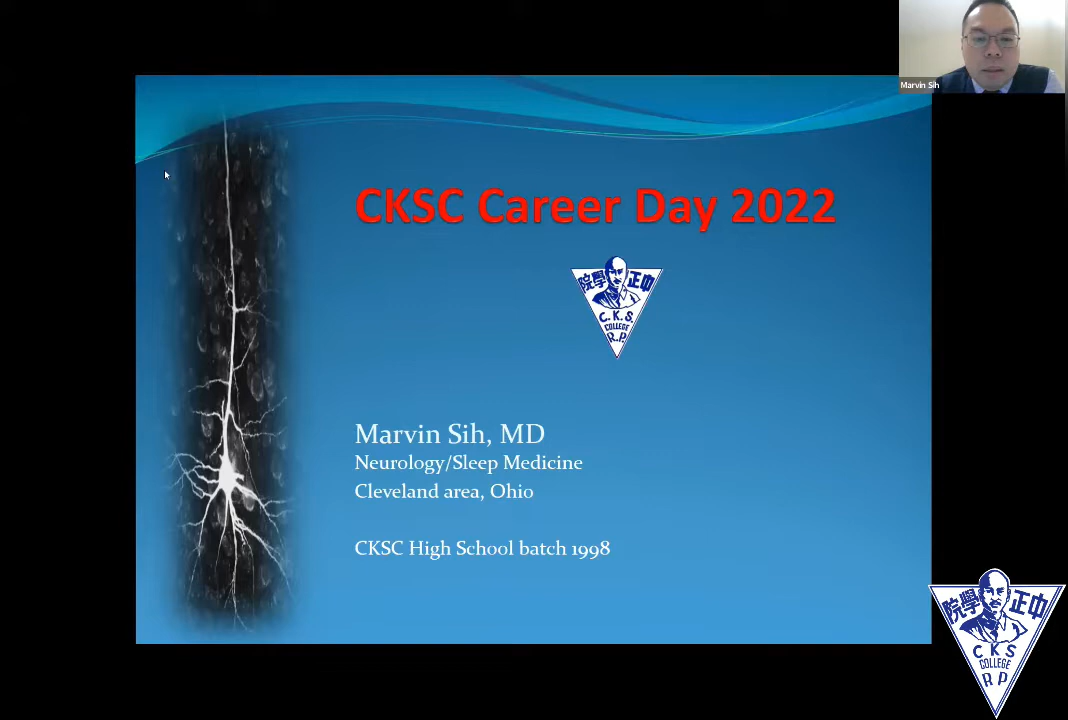 Marvin Sih
CKSC Career Day 2022
院學 正中
C.K.S.
COLLEGE
R.P.
Marvin Sih, MD
Neurology/Sleep Medicine
Cleveland area, Ohio
CKSC High School batch 1998
院學 正中
C K S
COLLEGE
R P